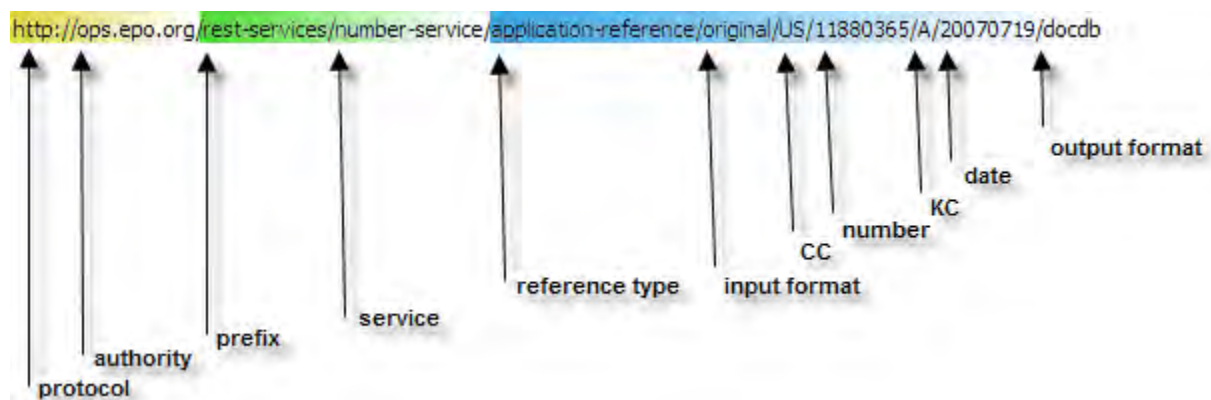 http://ops.epo.org/rest-services/number-service/application-reference/original/US/11880365/A/20070719/docdb
output format
date
KC
number
CC
reference type
input format
service
prefix
authority
protocol